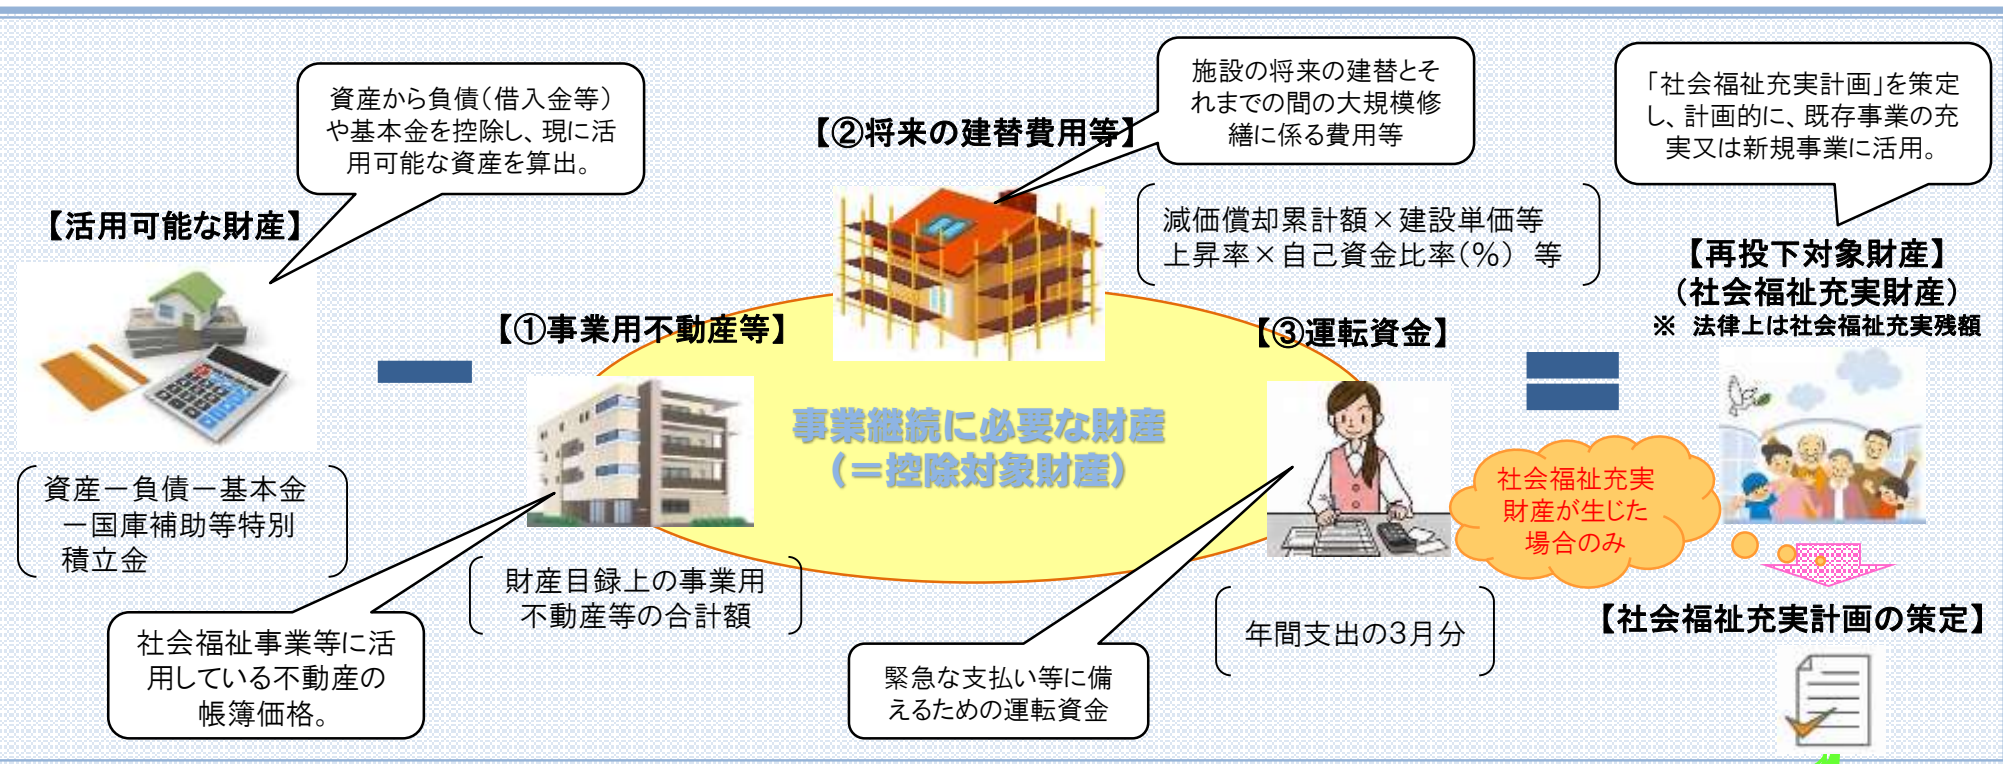 資産から負債(借入金等)
や基本金を控除し、現に活
用可能な資産を算出。
【活用可能な財産】
資産－負債－基本金
－国庫補助等特別
積立金
社会福祉事業等に活
用している不動産の
帳簿価格。
【①事業用不動産等】
財産目録上の事業用
不動産等の合計額
【②将来の建替費用等】
施設の将来の建替とそ
れまでの間の大規模修
繕に係る費用等
減価償却累計額×建設単価等
上昇率×自己資金比率(%) 等
事業継続に必要な財産
(=控除対象財産)
【③運転資金】
年間支出の3月分
緊急な支払い等に備
えるための運転資金
「社会福祉充実計画」を策定
し、計画的に、既存事業の充
実又は新規事業に活用。
【再投下対象財産】
(社会福祉充実財産)
※ 法律上は社会福祉充実残額
社会福祉充実
財産が生じた
場合のみ
【社会福祉充実計画の策定】